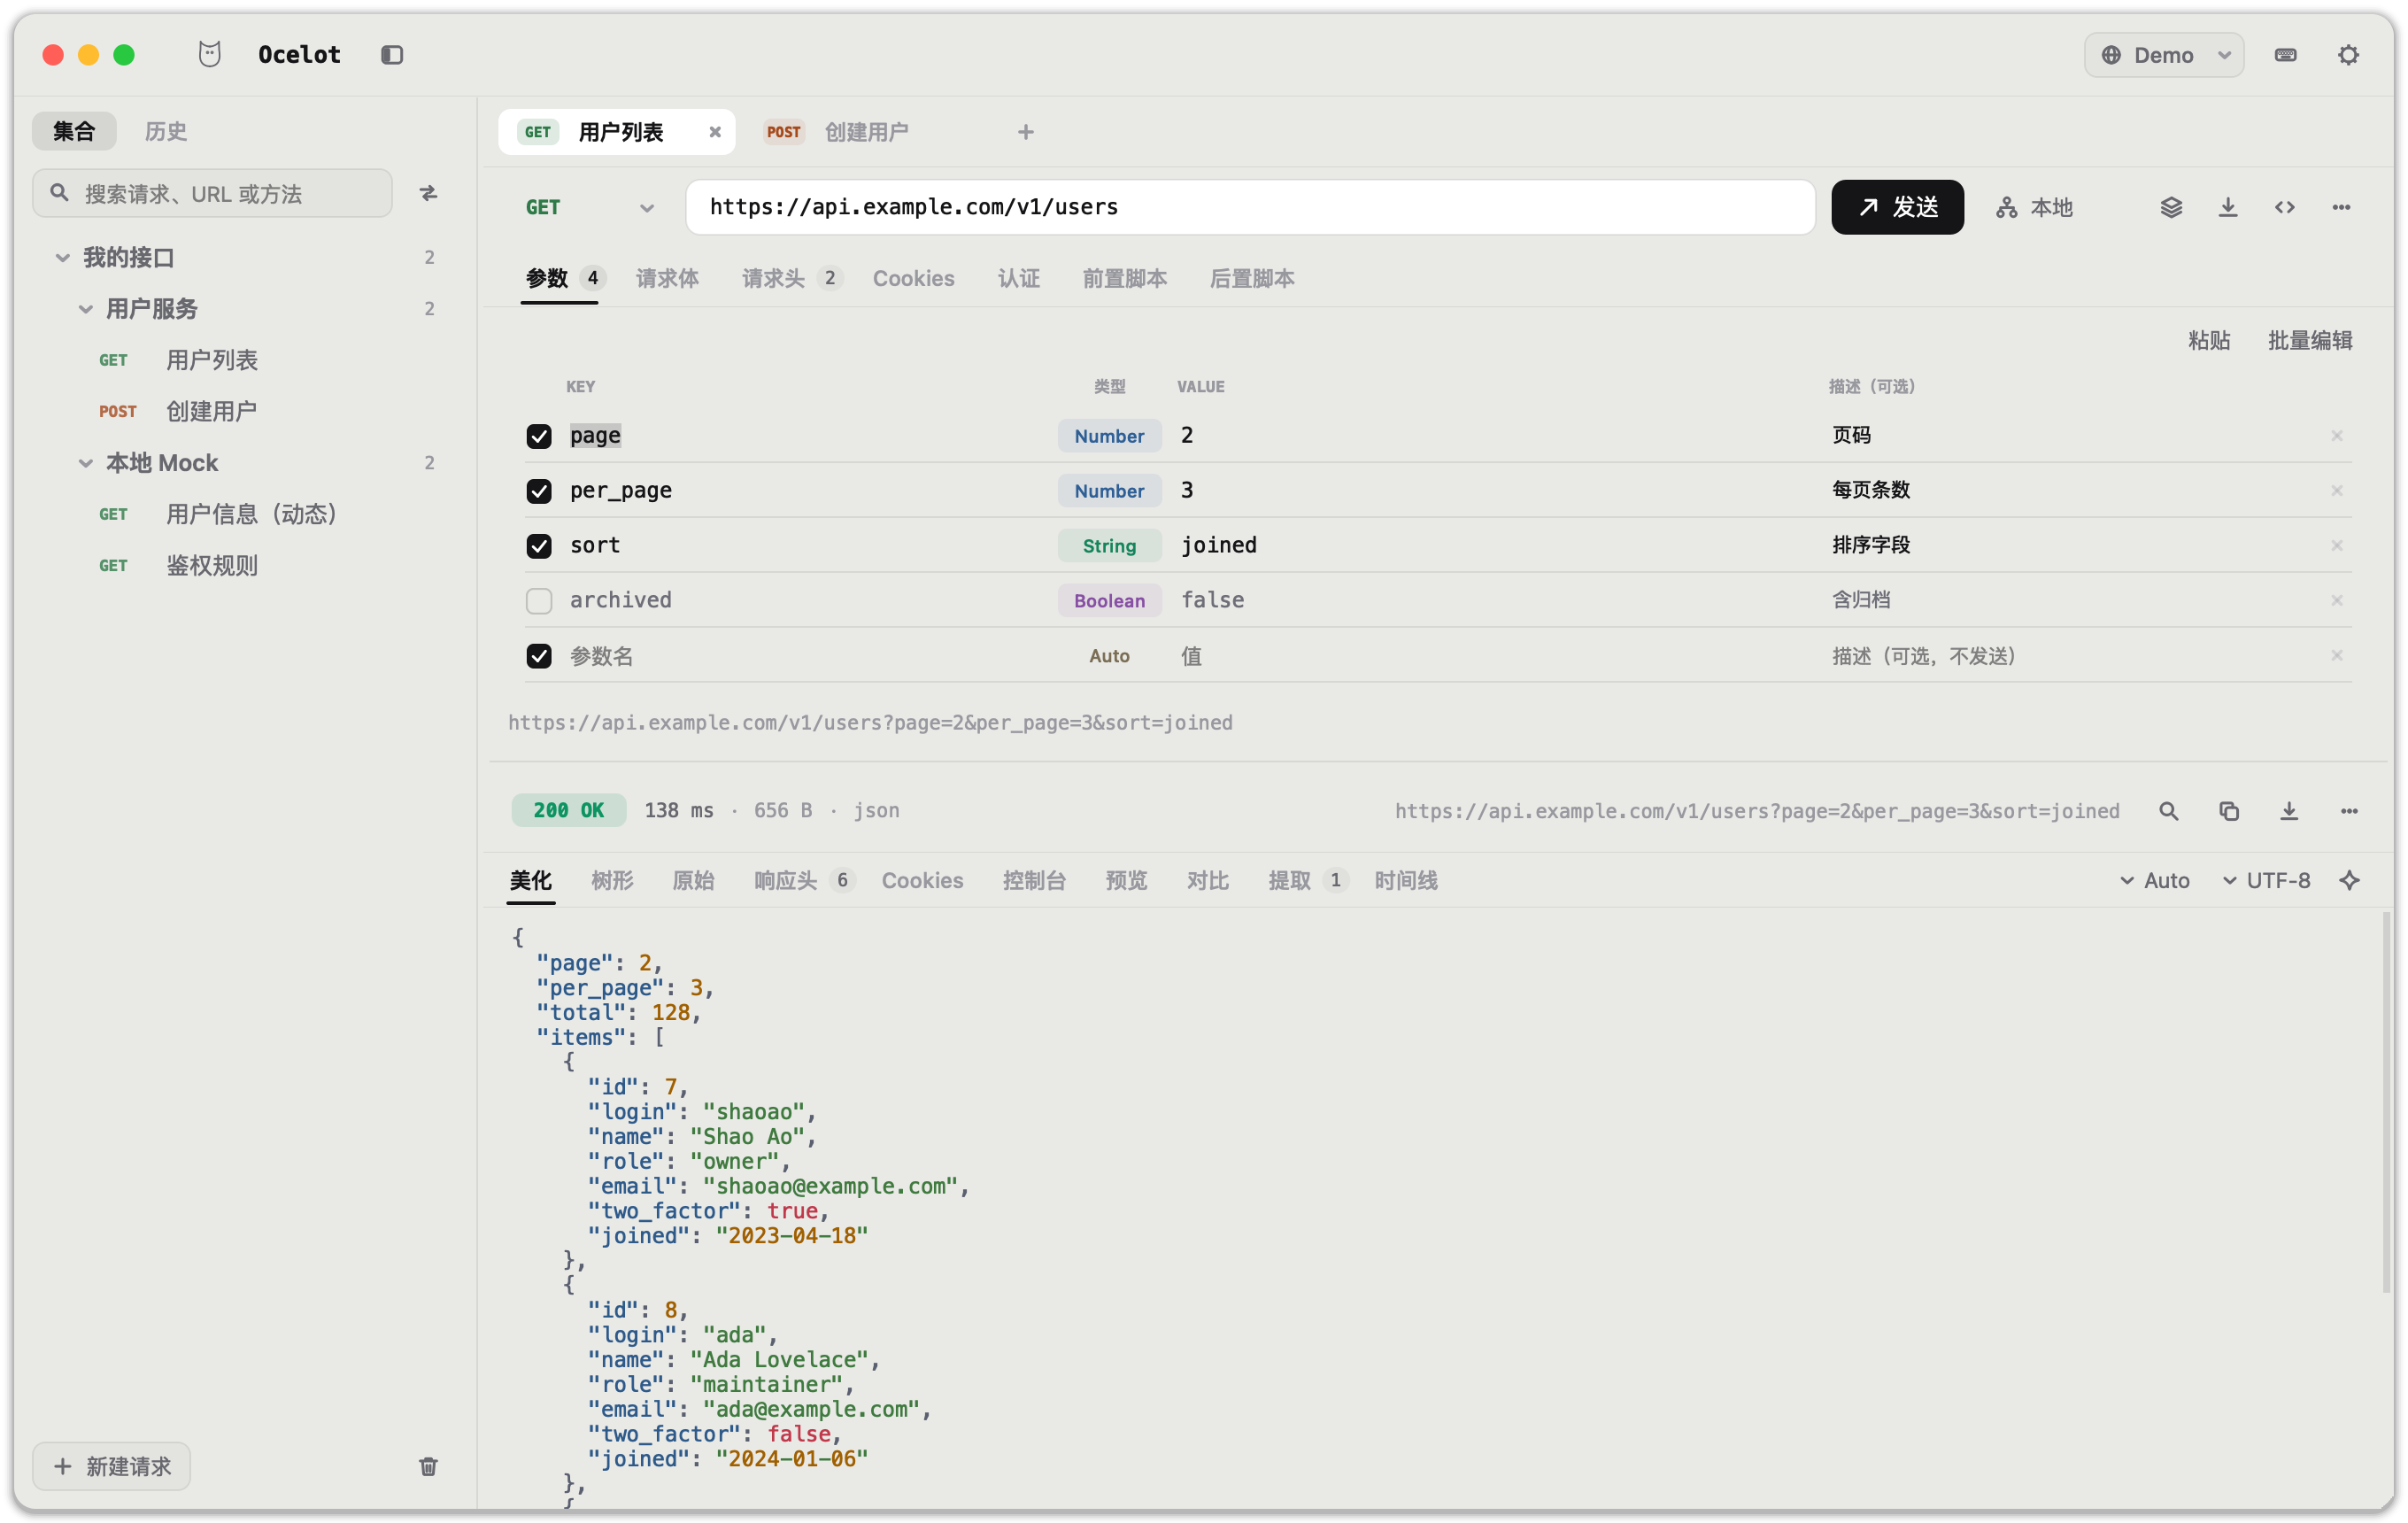 Ocelot
Demo
集合 历史
搜索请求、URL 或方法
我的接口 2
用户服务 2
GET 用户列表
POST 创建用户
本地 Mock 2
GET 用户信息（动态）
GET 鉴权规则
新建请求
GET 用户列表 POST 创建用户
GET https://api.example.com/v1/users 发送 本地
参数 4 请求体 请求头 2 Cookies 认证 前置脚本 后置脚本
粘贴 批量编辑
KEY 类型 VALUE 描述（可选）
page Number 2 页码
per_page Number 3 每页条数
sort String joined 排序字段
archived Boolean false 含归档
参数名 Auto 值 描述（可选，不发送）
https://api.example.com/v1/users?page=2&per_page=3&sort=joined
200 OK 138 ms · 656 B · json https://api.example.com/v1/users?page=2&per_page=3&sort=joined
美化 树形 原始 响应头 6 Cookies 控制台 预览 对比 提取 1 时间线 Auto UTF-8
{
"page": 2,
"per_page": 3,
"total": 128,
"items": [
{
"id": 7,
"login": "shaoao",
"name": "Shao Ao",
"role": "owner",
"email": "shaoao@example.com",
"two_factor": true,
"joined": "2023-04-18"
},
{
"id": 8,
"login": "ada",
"name": "Ada Lovelace",
"role": "maintainer",
"email": "ada@example.com",
"two_factor": false,
"joined": "2024-01-06"
},
{